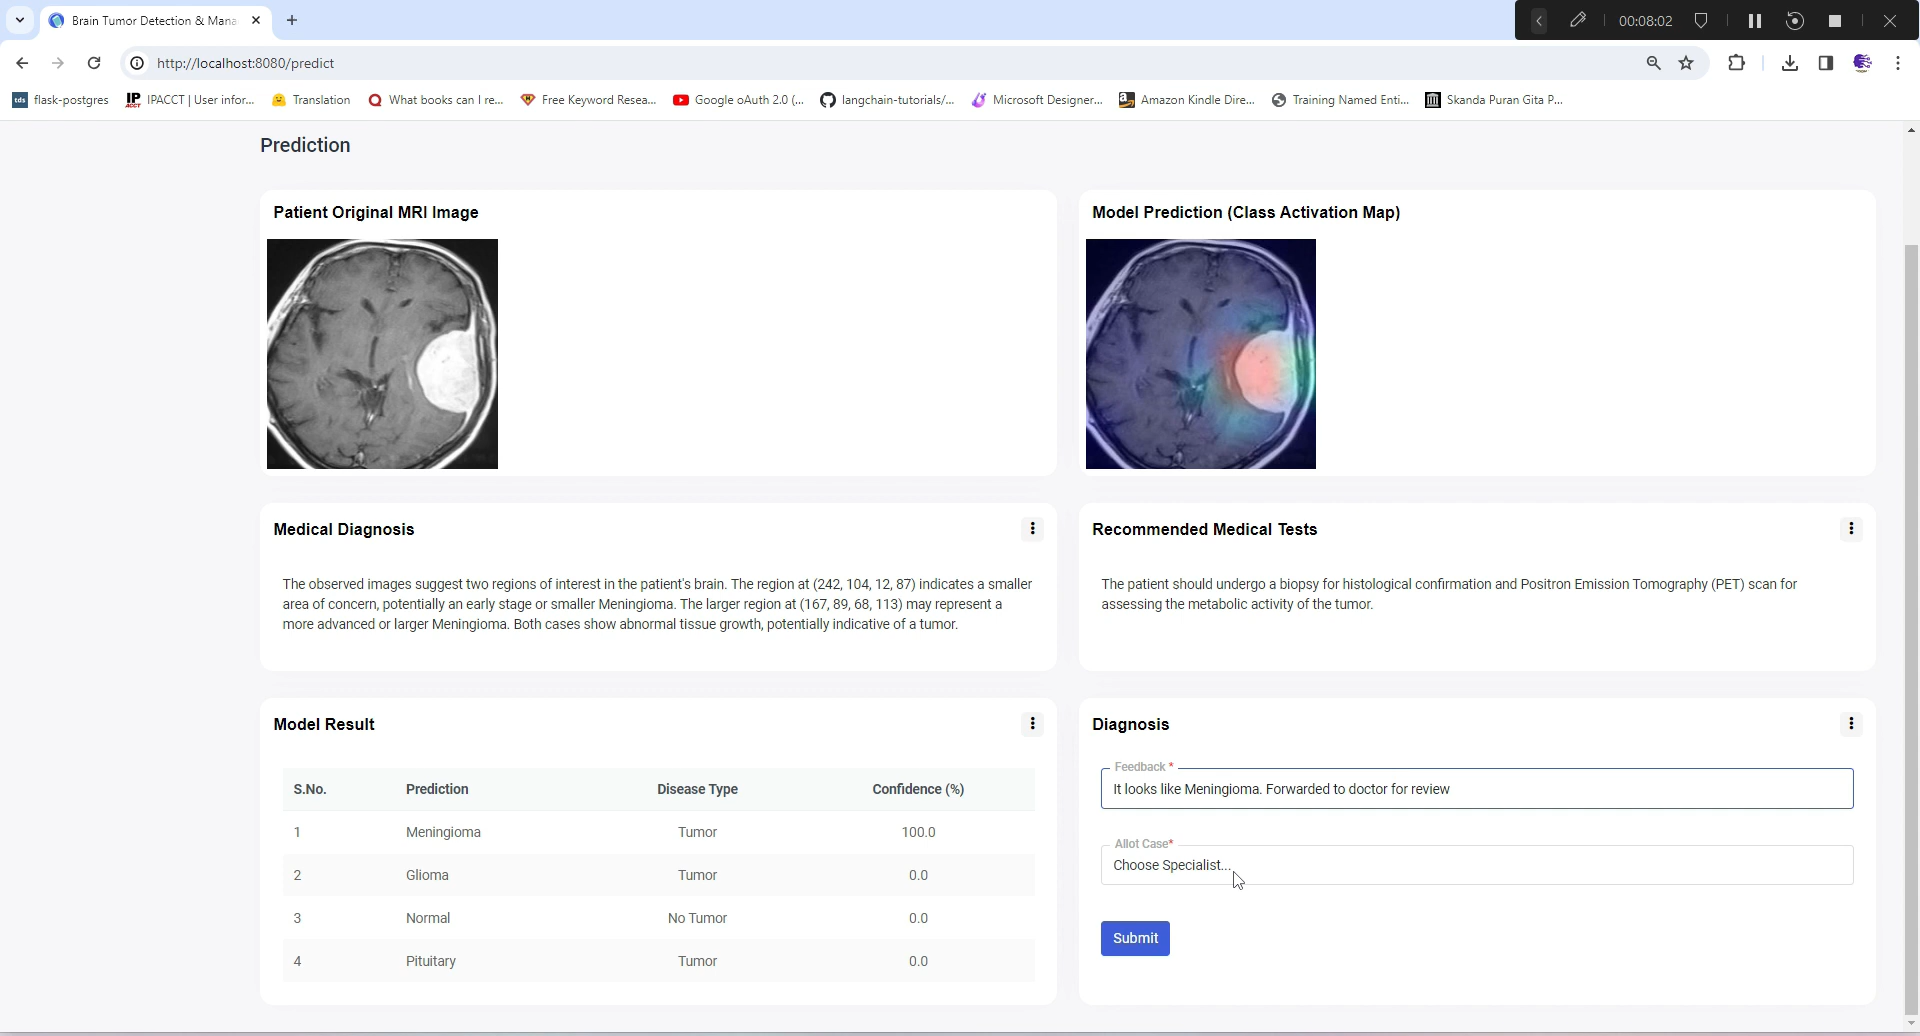 Brain Tumor Detection & Mana
00:08:02
http://localhost:8080/predict
flask-postgres
IPACCT | User infor...
Translation
What books can I re...
Free Keyword Resea...
Google oAuth 2.0 (...
langchain-tutorials/...
Microsoft Designer...
Amazon Kindle Dire...
Training Named Enti...
Skanda Puran Gita P...
Prediction
Patient Original MRI Image
Model Prediction (Class Activation Map)
Medical Diagnosis
The observed images suggest two regions of interest in the patient's brain. The region at (242, 104, 12, 87) indicates a smaller
area of concern, potentially an early stage or smaller Meningioma. The larger region at (167, 89, 68, 113) may represent a
more advanced or larger Meningioma. Both cases show abnormal tissue growth, potentially indicative of a tumor.
Recommended Medical Tests
The patient should undergo a biopsy for histological confirmation and Positron Emission Tomography (PET) scan for
assessing the metabolic activity of the tumor.
Model Result
S.No. Prediction Disease Type Confidence (%)
1 Meningioma Tumor 100.0
2 Glioma Tumor 0.0
3 Normal No Tumor 0.0
4 Pituitary Tumor 0.0
Diagnosis
Feedback *
It looks like Meningioma. Forwarded to doctor for review
Allot Case*
Choose Specialist...
Submit